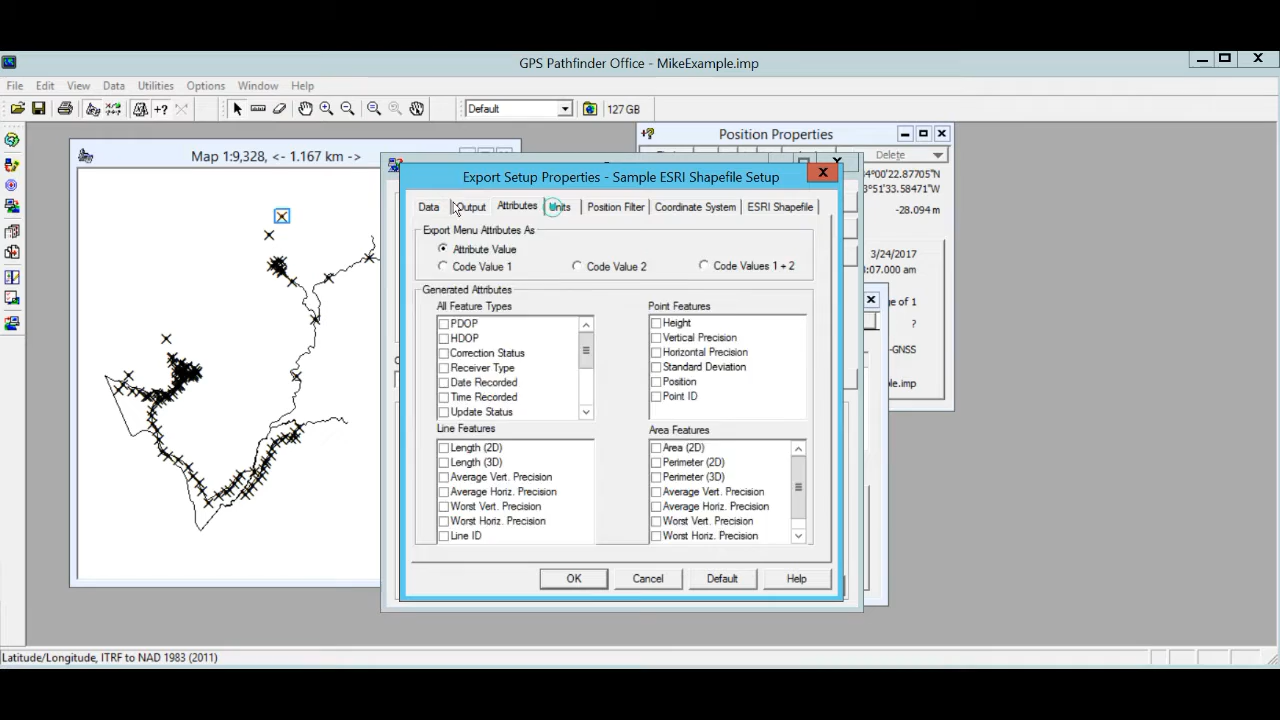 GPS Pathfinder Office - MikeExample.imp
File Edit View Data Utilities Options Window Help
Default 127 GB
Map 1:9,328, <- 1.167 km ->
Position Properties
Delete
Export Setup Properties - Sample ESRI Shapefile Setup
Data Output Attributes Units Position Filter Coordinate System ESRI Shapefile
Export Menu Attributes As
Attribute Value
Code Value 1 Code Value 2 Code Values 1 + 2
Generated Attributes
All Feature Types
PDOP
HDOP
Correction Status
Receiver Type
Date Recorded
Time Recorded
Update Status
Point Features
Height
Vertical Precision
Horizontal Precision
Standard Deviation
Position
Point ID
Line Features
Length (2D)
Length (3D)
Average Vert. Precision
Average Horiz. Precision
Worst Vert. Precision
Worst Horiz. Precision
Line ID
Area Features
Area (2D)
Perimeter (2D)
Perimeter (3D)
Average Vert. Precision
Average Horiz. Precision
Worst Vert. Precision
Worst Horiz. Precision
OK Cancel Default Help
4°00'22.87705"N
3°51'33.58471"W
-28.094 m
3/24/2017
:07.000 am
ge of 1
?
-GNSS
ple.imp
Latitude/Longitude, ITRF to NAD 1983 (2011)